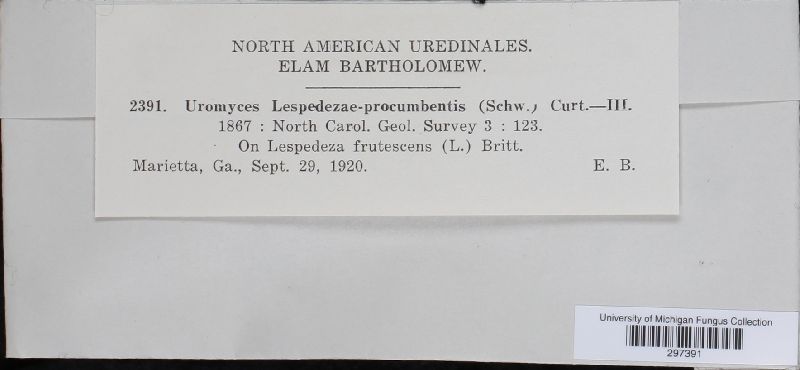 NORTH AMERICAN UREDINALES.
ELAM BARTHOLOMEW.
2391. Uromyces Lespedezae-procumbentis (Schw.) Curt.—III.
1867 : North Carol. Geol. Survey 3 : 123.
On Lespedeza frutescens (L.) Britt.
Marietta, Ga., Sept. 29, 1920. E. B.
University of Michigan Fungus Collection
297391